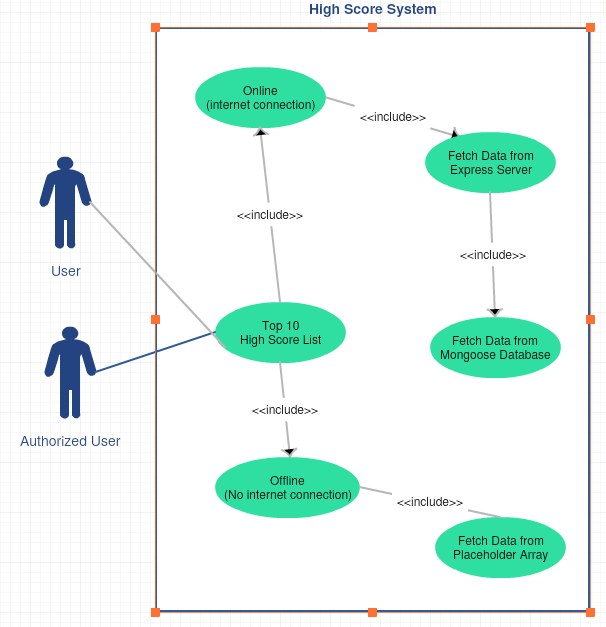 High Score System
Online
(internet connection)
<<include>>
Fetch Data from
Express Server
User
<<include>>
<<include>>
Top 10
High Score List
Fetch Data from
Mongoose Database
Authorized User
<<include>>
Offline
(No internet connection)
<<include>>
Fetch Data from
Placeholder Array